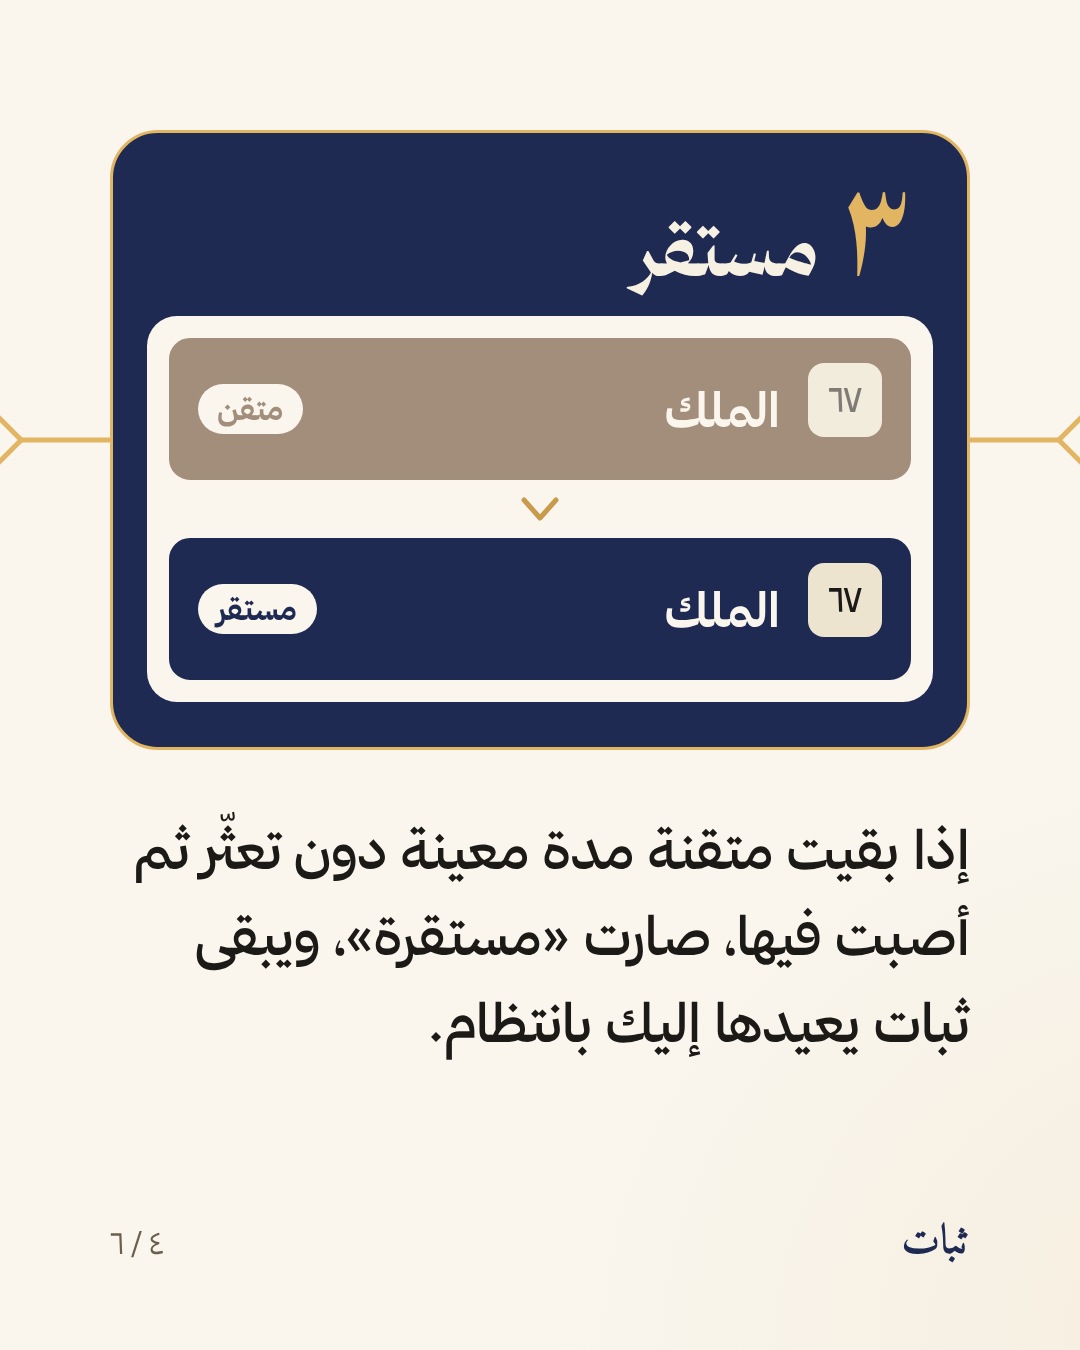 ٣ مستقر
٦٧ الملك متقن
٦٧ الملك مستقر
إذا بقيت متقنة مدة معينة دون تعثّر ثم
أصبت فيها، صارت «مستقرة»، ويبقى
ثبات يعيدها إليك بانتظام.
ثبات
٤ / ٦